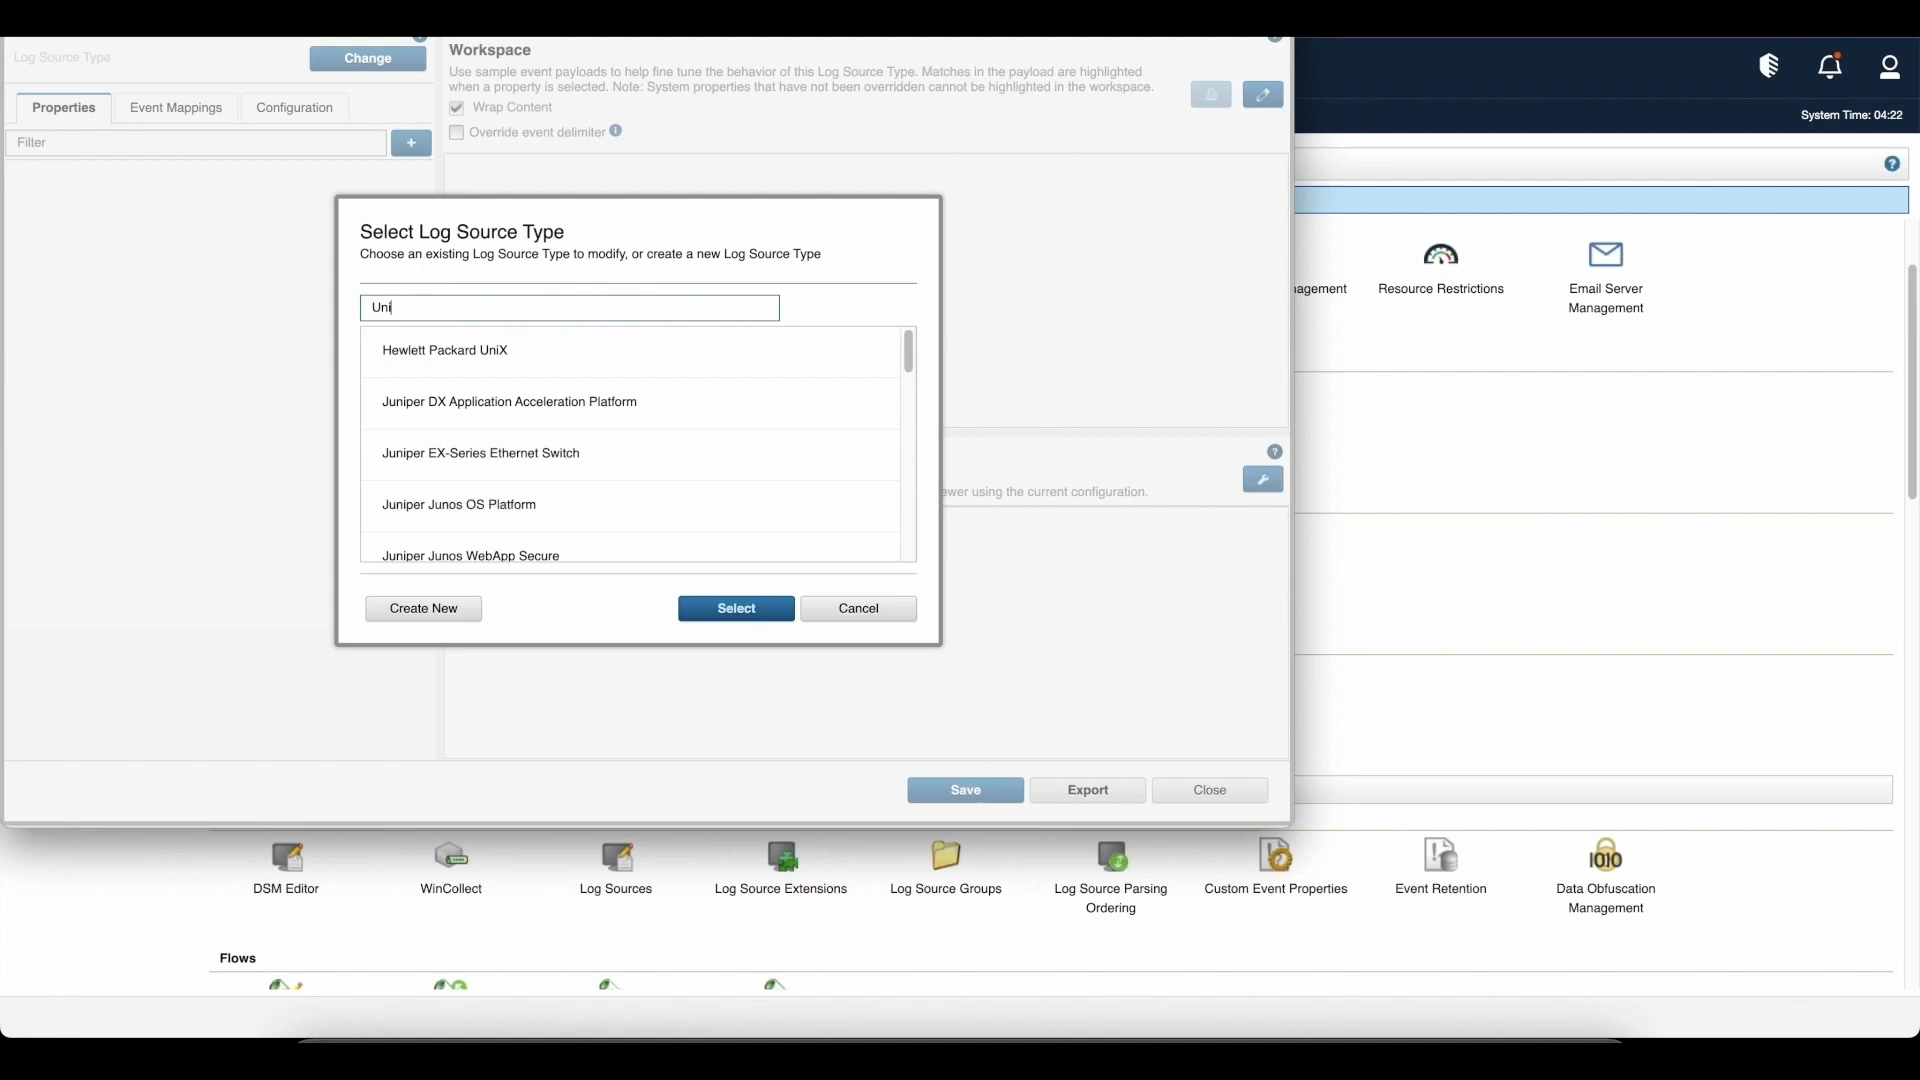 Log Source Type
Change
Properties
Event Mappings
Configuration
Filter
+
Workspace
Use sample event payloads to help fine tune the behavior of this Log Source Type. Matches in the payload are highlighted
when a property is selected. Note: System properties that have not been overridden cannot be highlighted in the workspace.
Wrap Content
Override event delimiter
System Time: 04:22
Select Log Source Type
Choose an existing Log Source Type to modify, or create a new Log Source Type
Uni
Hewlett Packard UniX
Juniper DX Application Acceleration Platform
Juniper EX-Series Ethernet Switch
Juniper Junos OS Platform
Juniper Junos WebApp Secure
Create New
Select
Cancel
ewer using the current configuration.
Save
Export
Close
agement
Resource Restrictions
Email Server
Management
DSM Editor
WinCollect
Log Sources
Log Source Extensions
Log Source Groups
Log Source Parsing
Ordering
Custom Event Properties
Event Retention
Data Obfuscation
Management
Flows